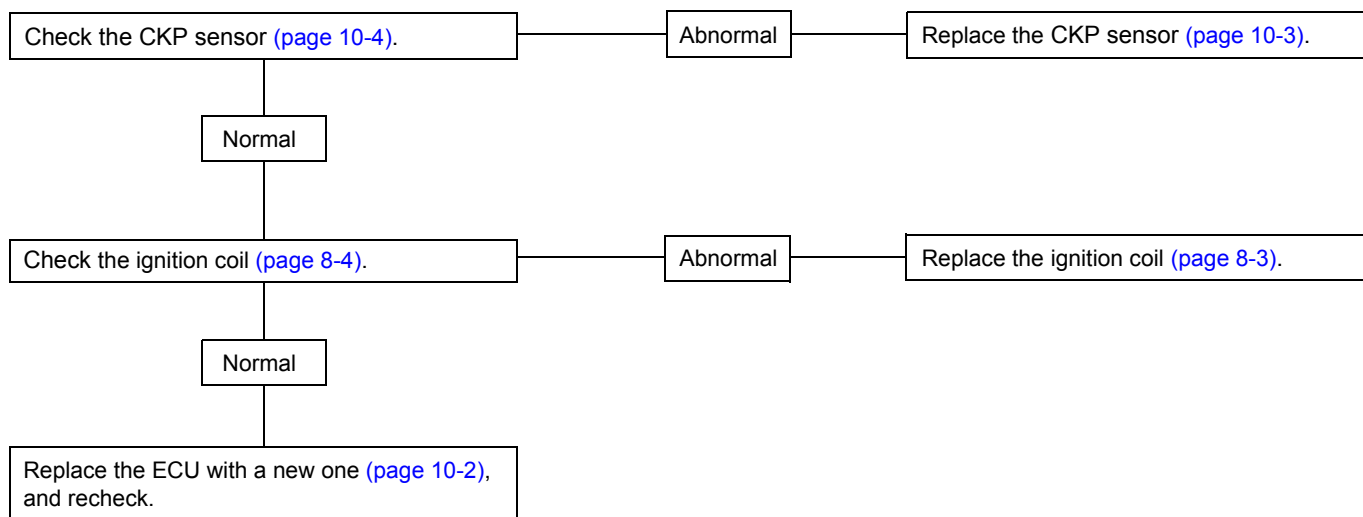 Check the CKP sensor (page 10-4).
Abnormal
Replace the CKP sensor (page 10-3).
Normal
Check the ignition coil (page 8-4).
Abnormal
Replace the ignition coil (page 8-3).
Normal
Replace the ECU with a new one (page 10-2),
and recheck.